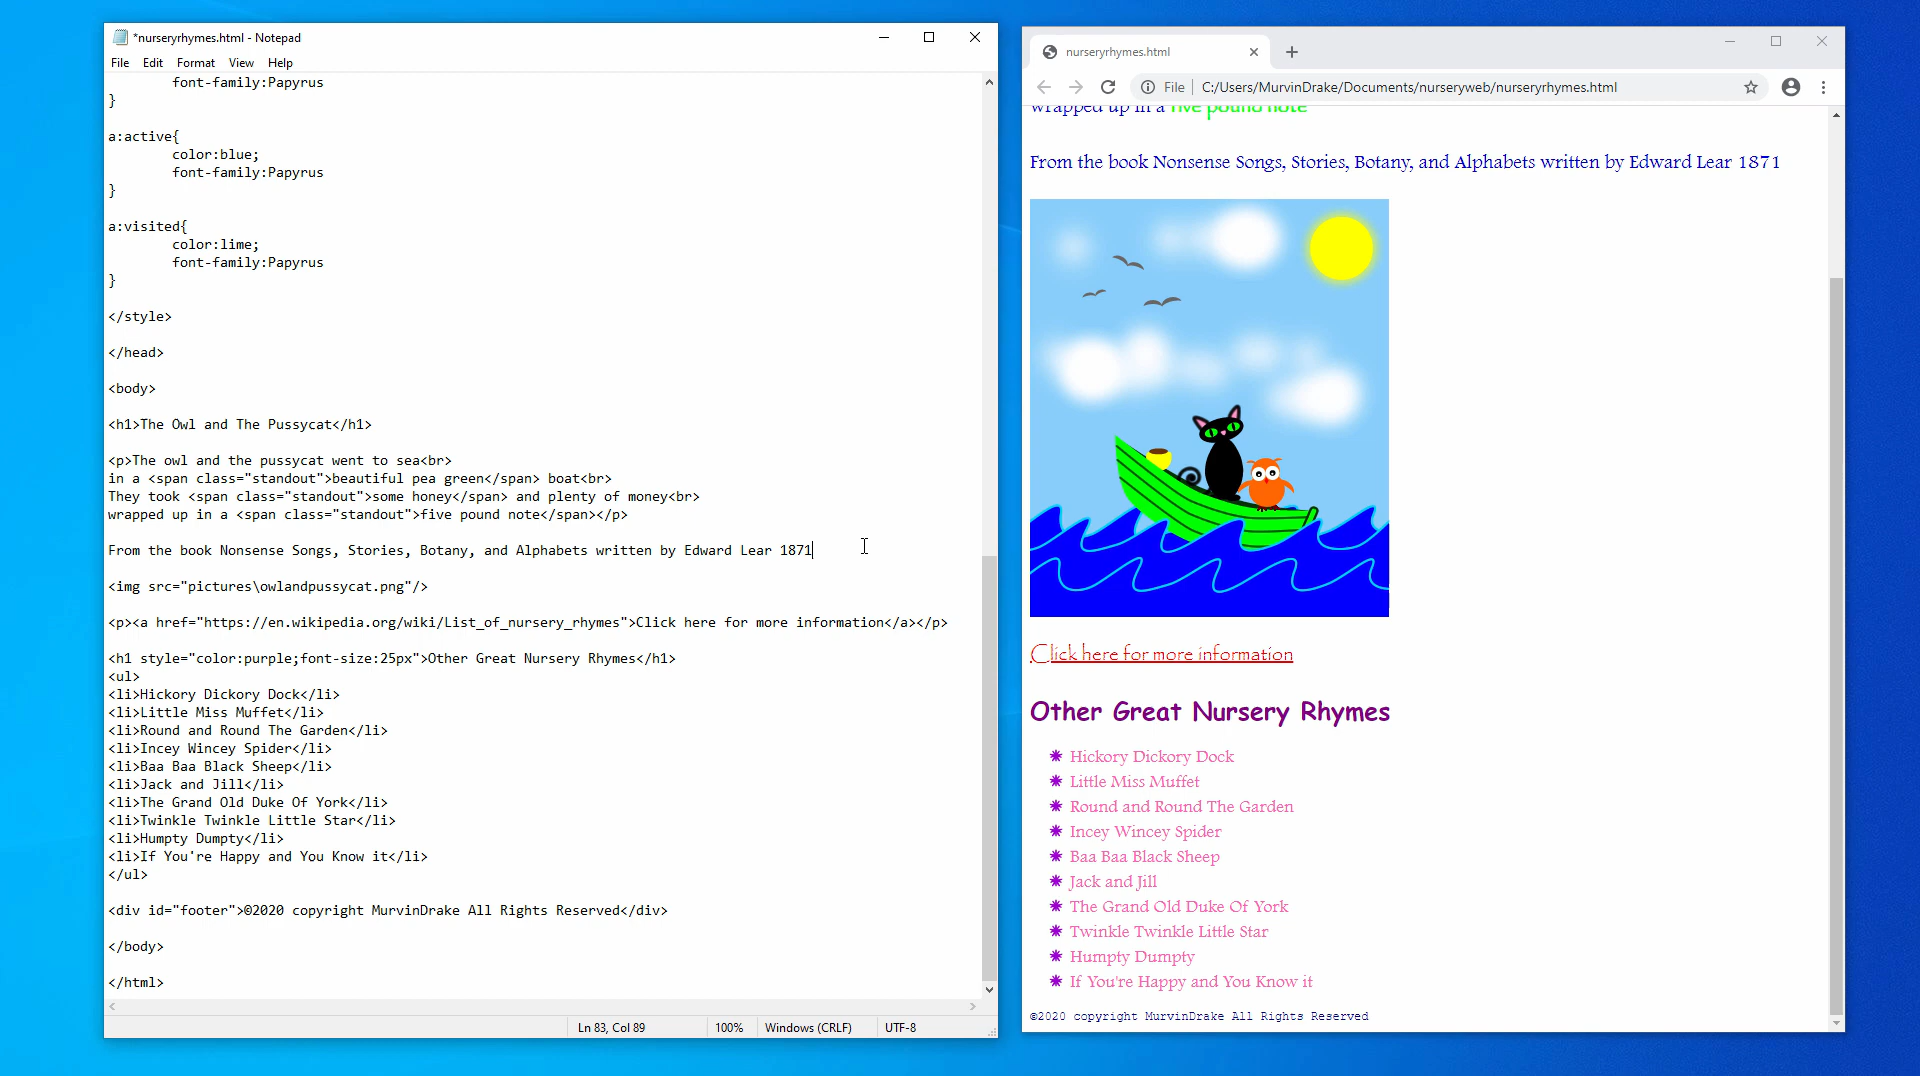 *nurseryrhymes.html - Notepad
File Edit Format View Help
font-family:Papyrus
}
a:active{
color:blue;
font-family:Papyrus
}
a:visited{
color:lime;
font-family:Papyrus
}
</style>
</head>
<body>
<h1>The Owl and The Pussycat</h1>
<p>The owl and the pussycat went to sea<br>
in a <span class="standout">beautiful pea green</span> boat<br>
They took <span class="standout">some honey</span> and plenty of money<br>
wrapped up in a <span class="standout">five pound note</span></p>
From the book Nonsense Songs, Stories, Botany, and Alphabets written by Edward Lear 1871
<img src="pictures\owlandpussycat.png"/>
<p><a href="https://en.wikipedia.org/wiki/List_of_nursery_rhymes">Click here for more information</a></p>
<h1 style="color:purple;font-size:25px">Other Great Nursery Rhymes</h1>
<ul>
<li>Hickory Dickory Dock</li>
<li>Little Miss Muffet</li>
<li>Round and Round The Garden</li>
<li>Incey Wincey Spider</li>
<li>Baa Baa Black Sheep</li>
<li>Jack and Jill</li>
<li>The Grand Old Duke Of York</li>
<li>Twinkle Twinkle Little Star</li>
<li>Humpty Dumpty</li>
<li>If You're Happy and You Know it</li>
</ul>
<div id="footer">©2020 copyright MurvinDrake All Rights Reserved</div>
</body>
</html>
Ln 83, Col 89 100% Windows (CRLF) UTF-8
nurseryrhymes.html
File C:/Users/MurvinDrake/Documents/nurseryweb/nurseryrhymes.html
wrapped up in a five pound note
From the book Nonsense Songs, Stories, Botany, and Alphabets written by Edward Lear 1871
Click here for more information
Other Great Nursery Rhymes
Hickory Dickory Dock
Little Miss Muffet
Round and Round The Garden
Incey Wincey Spider
Baa Baa Black Sheep
Jack and Jill
The Grand Old Duke Of York
Twinkle Twinkle Little Star
Humpty Dumpty
If You're Happy and You Know it
©2020 copyright MurvinDrake All Rights Reserved